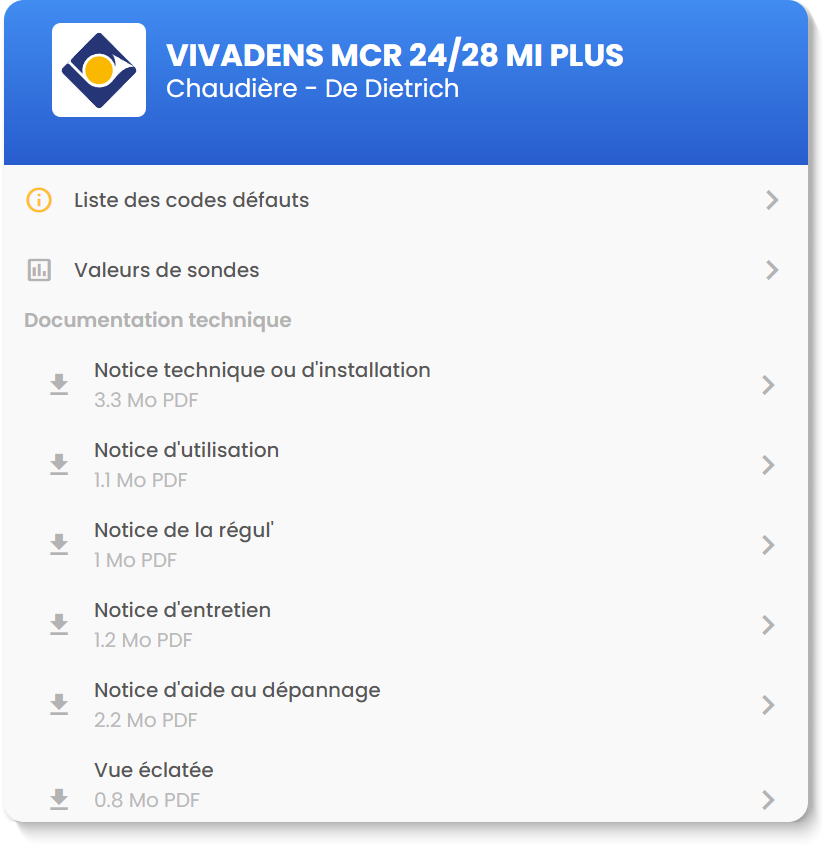 VIVADENS MCR 24/28 MI PLUS
Chaudière - De Dietrich
Liste des codes défauts
Valeurs de sondes
Documentation technique
Notice technique ou d'installation
3.3 Mo PDF
Notice d'utilisation
1.1 Mo PDF
Notice de la régul'
1 Mo PDF
Notice d'entretien
1.2 Mo PDF
Notice d'aide au dépannage
2.2 Mo PDF
Vue éclatée
0.8 Mo PDF